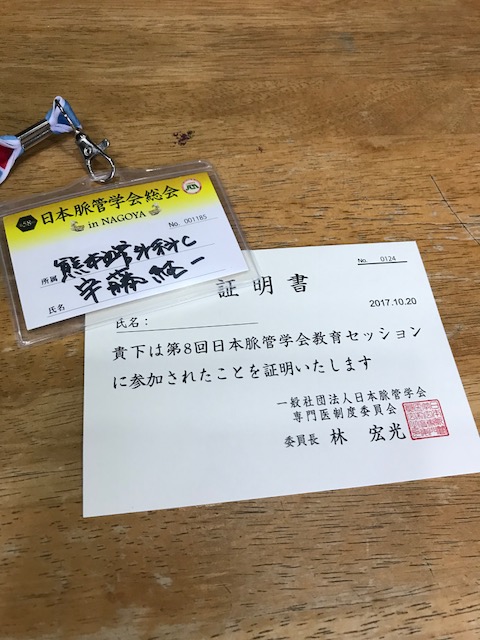 58
日本脈管学会総会
in NAGOYA
No. 001185
所属
外科
氏名
No. 0124
証明書
2017.10.20
氏名：
貴下は第8回日本脈管学会教育セッション
に参加されたことを証明いたします
一般社団法人日本脈管学会
専門医制度委員会
委員長 林 宏光